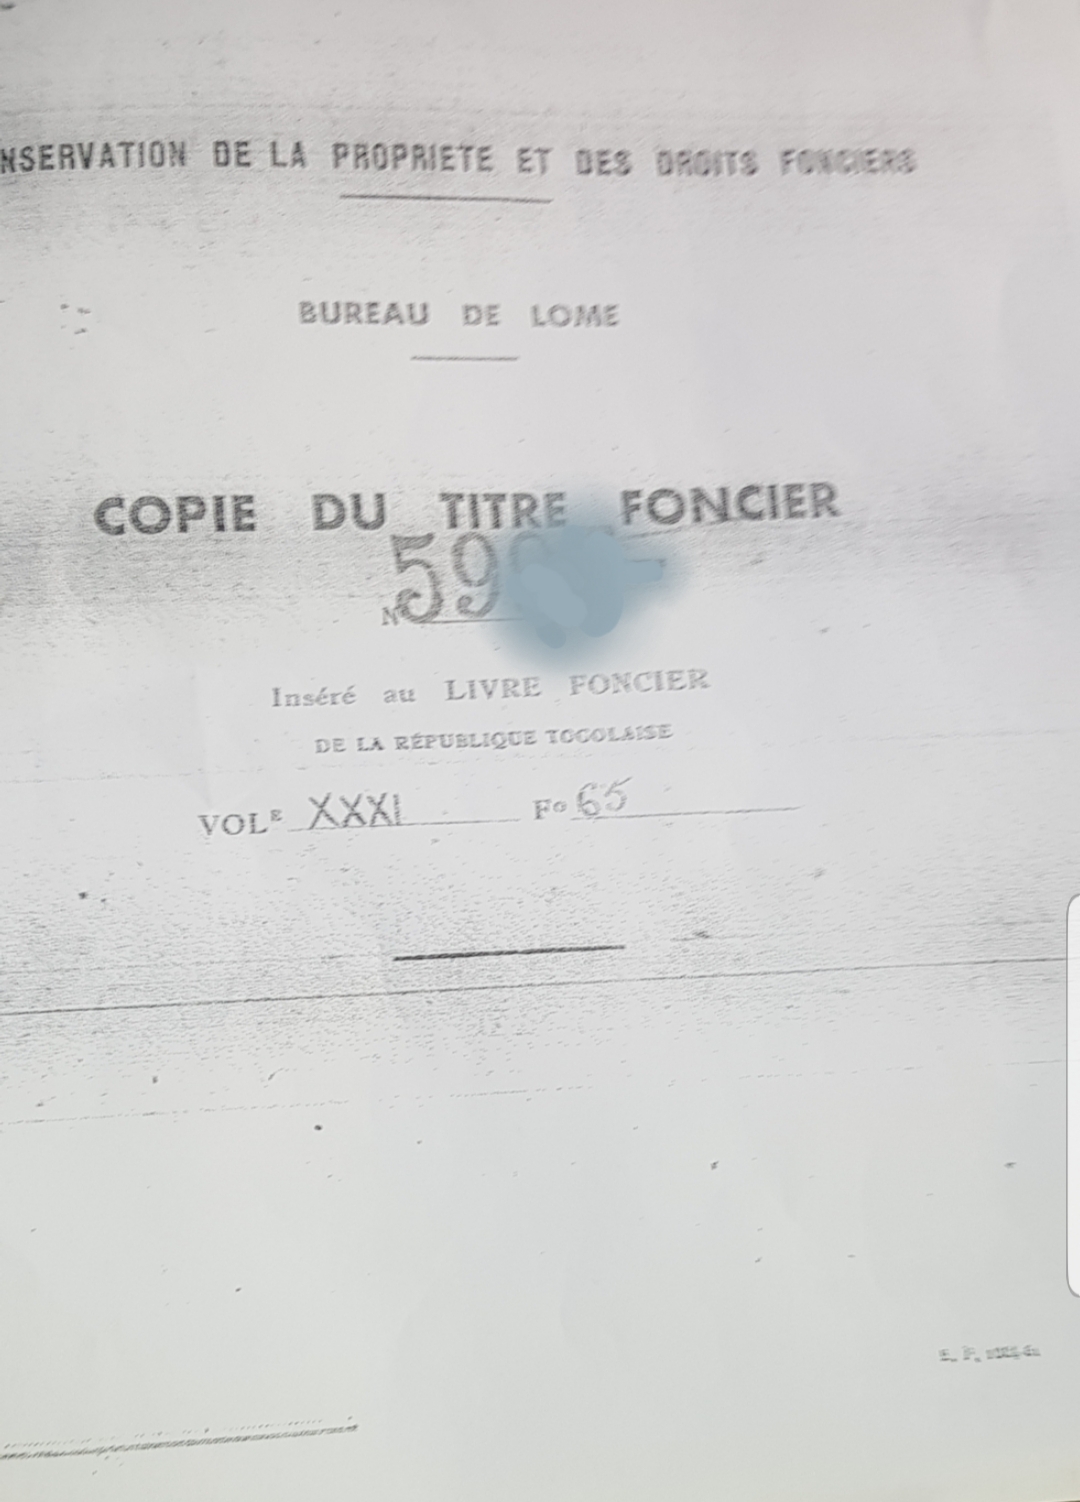 NSERVATION DE LA PROPRIETE ET DES DROITS FONCIERS
BUREAU DE LOME
COPIE DU TITRE FONCIER
N° 59
Inséré au LIVRE FONCIER
DE LA RÉPUBLIQUE TOGOLAISE
VOLE XXXI F° 65